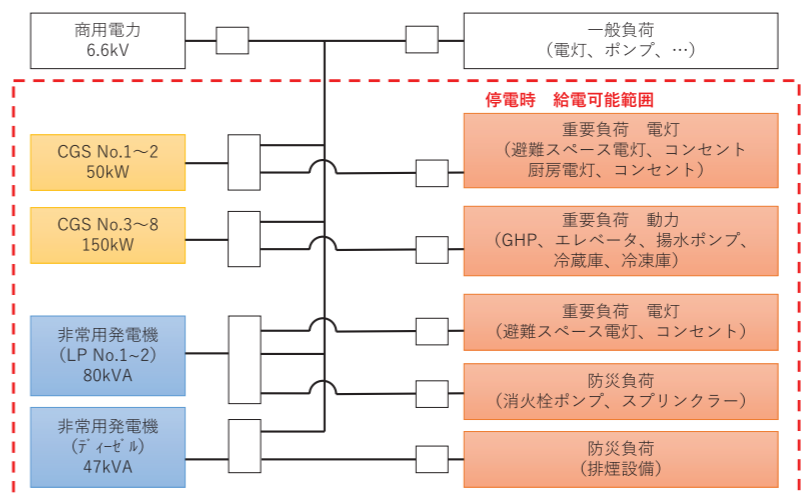 商用電力
6.6kV
一般負荷
（電灯、ポンプ、…）
停電時　給電可能範囲
CGS No.1～2
50kW
重要負荷　電灯
（避難スペース電灯、コンセント
厨房電灯、コンセント）
CGS No.3～8
150kW
重要負荷　動力
（GHP、エレベータ、揚水ポンプ、
冷蔵庫、冷凍庫）
非常用発電機
（LP No.1~2）
80kVA
重要負荷　電灯
（避難スペース電灯、コンセント）
防災負荷
（消火栓ポンプ、スプリンクラー）
非常用発電機
（ﾃﾞｨｰｾﾞﾙ）
47kVA
防災負荷
（排煙設備）